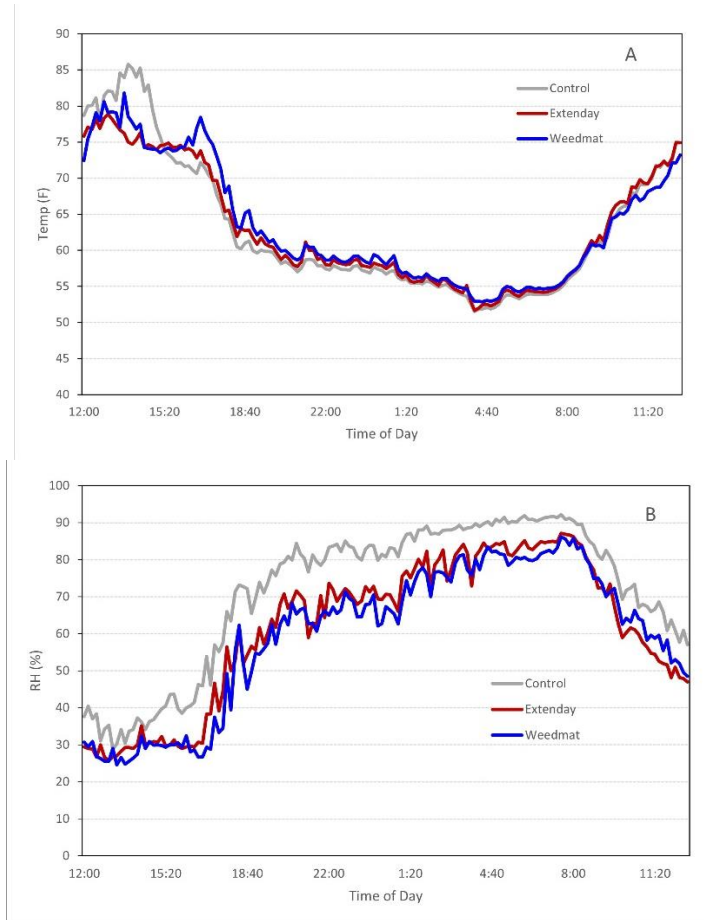 90
A
85
Control
80
Extenday
75
Weedmat
70
65
60
55
50
45
40
Temp (F)
12:00 15:20 18:40 22:00 1:20 4:40 8:00 11:20
Time of Day
100
B
90
80
70
60
50
40
30
20
10
0
RH (%)
Control
Extenday
Weedmat
12:00 15:20 18:40 22:00 1:20 4:40 8:00 11:20
Time of Day